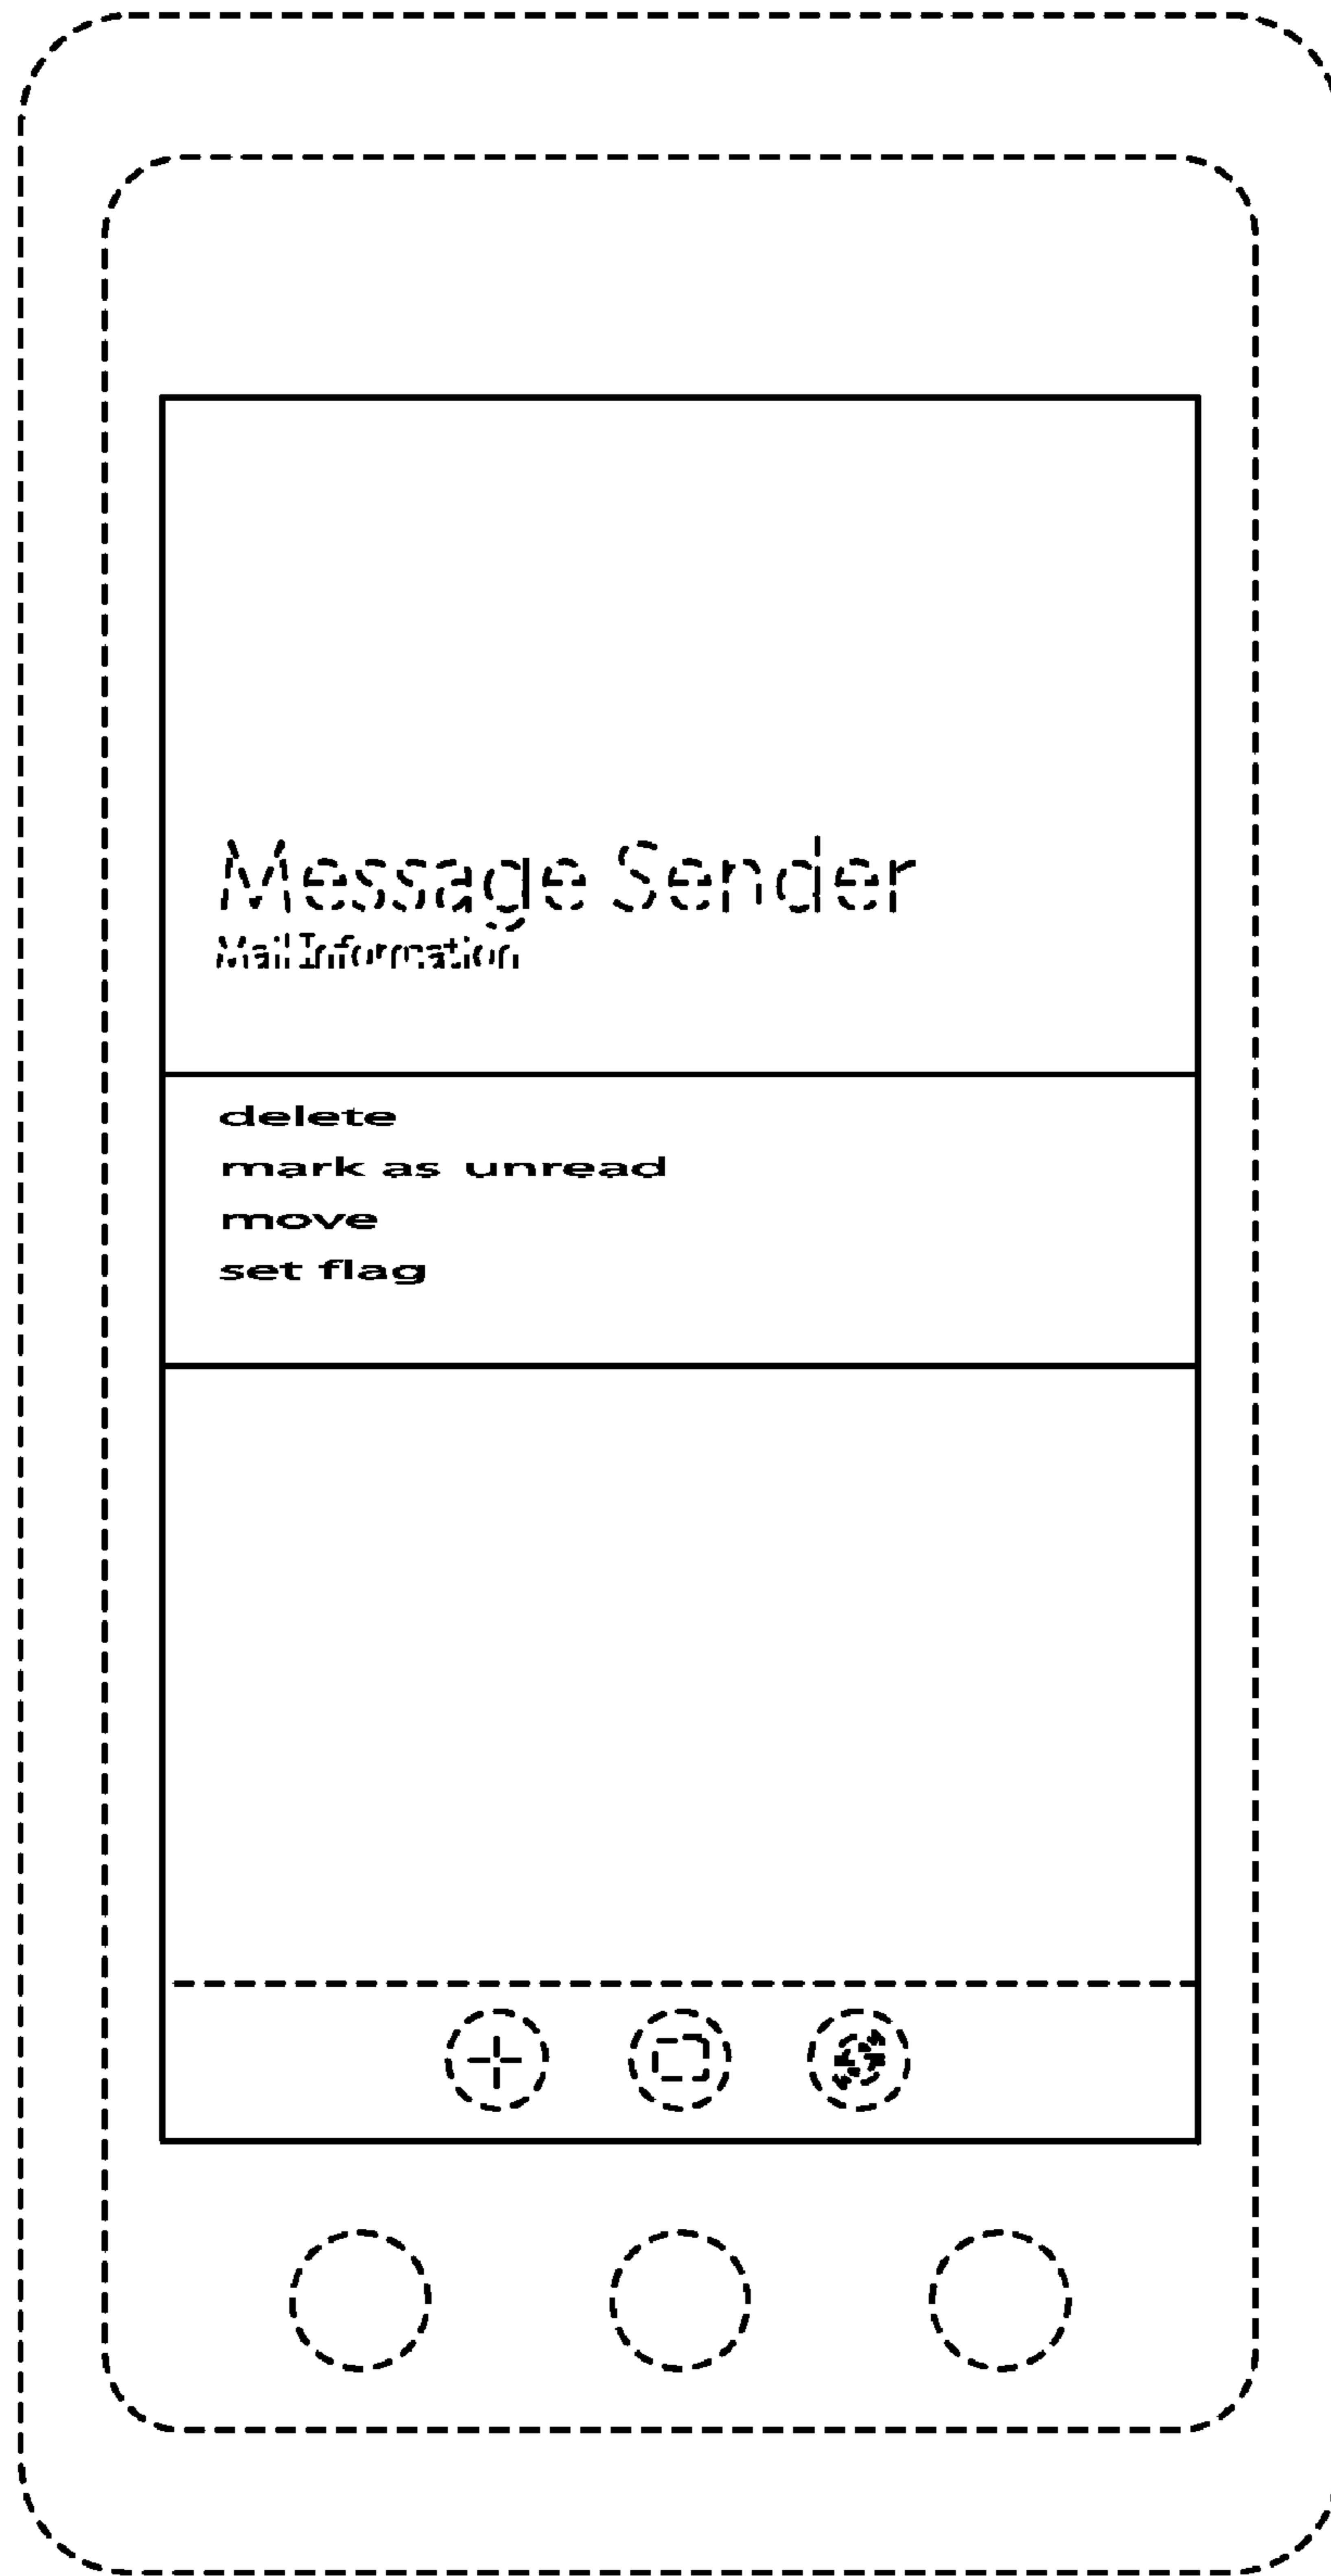 Message Sender
Mail Information
delete
mark as unread
move
set flag